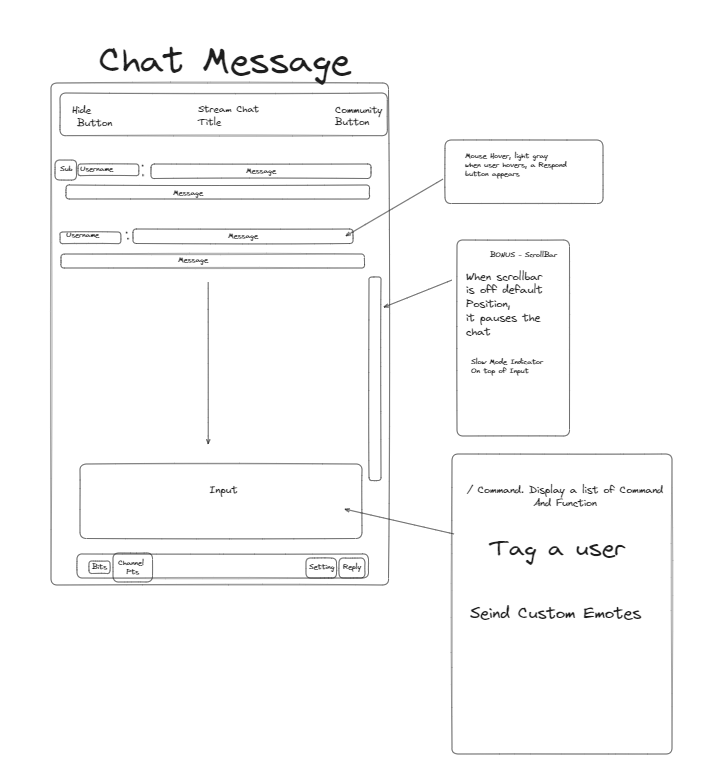 Chat Message
Hide
Button
Stream Chat
Title
Community
Button
Sub
Username
:
Message
Message
Username
:
Message
Message
Input
Bits
Channel
Pts
Setting
Reply
Mouse Hover, light gray
when user hovers, a Respond
button appears
BONUS - ScrollBar
When scrollbar
is off default
Position,
it pauses the
chat
Slow Mode Indicator
On top of Input
/ Command. Display a list of Command
And Function
Tag a user
Seind Custom Emotes